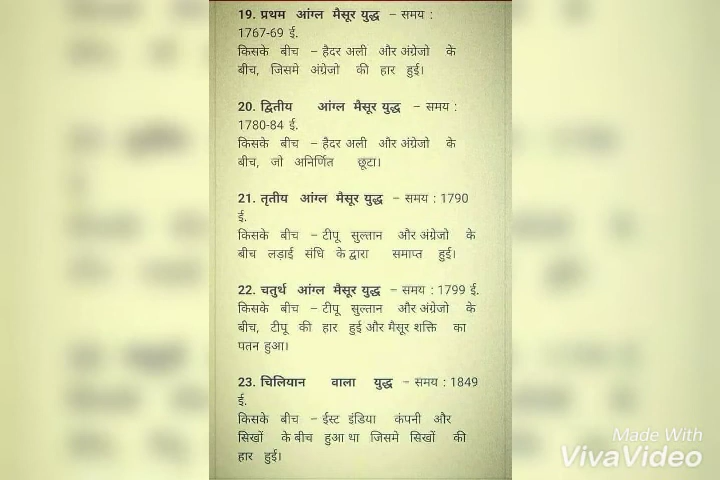 19. प्रथम आंग्ल मैसूर युद्ध – समय :
1767-69 ई.
किसके बीच – हैदर अली और अंग्रेजो के
बीच, जिसमे अंग्रेजो की हार हुई।
20. द्वितीय आंग्ल मैसूर युद्ध – समय :
1780-84 ई.
किसके बीच – हैदर अली और अंग्रेजो के
बीच, जो अनिर्णित छूटा।
21. तृतीय आंग्ल मैसूर युद्ध – समय : 1790
ई.
किसके बीच – टीपू सुल्तान और अंग्रेजो के
बीच लड़ाई संधि के द्वारा समाप्त हुई।
22. चतुर्थ आंग्ल मैसूर युद्ध – समय : 1799 ई.
किसके बीच – टीपू सुल्तान और अंग्रेजो के
बीच, टीपू की हार हुई और मैसूर शक्ति का
पतन हुआ।
23. चिलियान वाला युद्ध – समय : 1849
ई.
किसके बीच – ईस्ट इंडिया कंपनी और
सिखों के बीच हुआ था जिसमे सिखों की
हार हुई।
Made With
VivaVideo